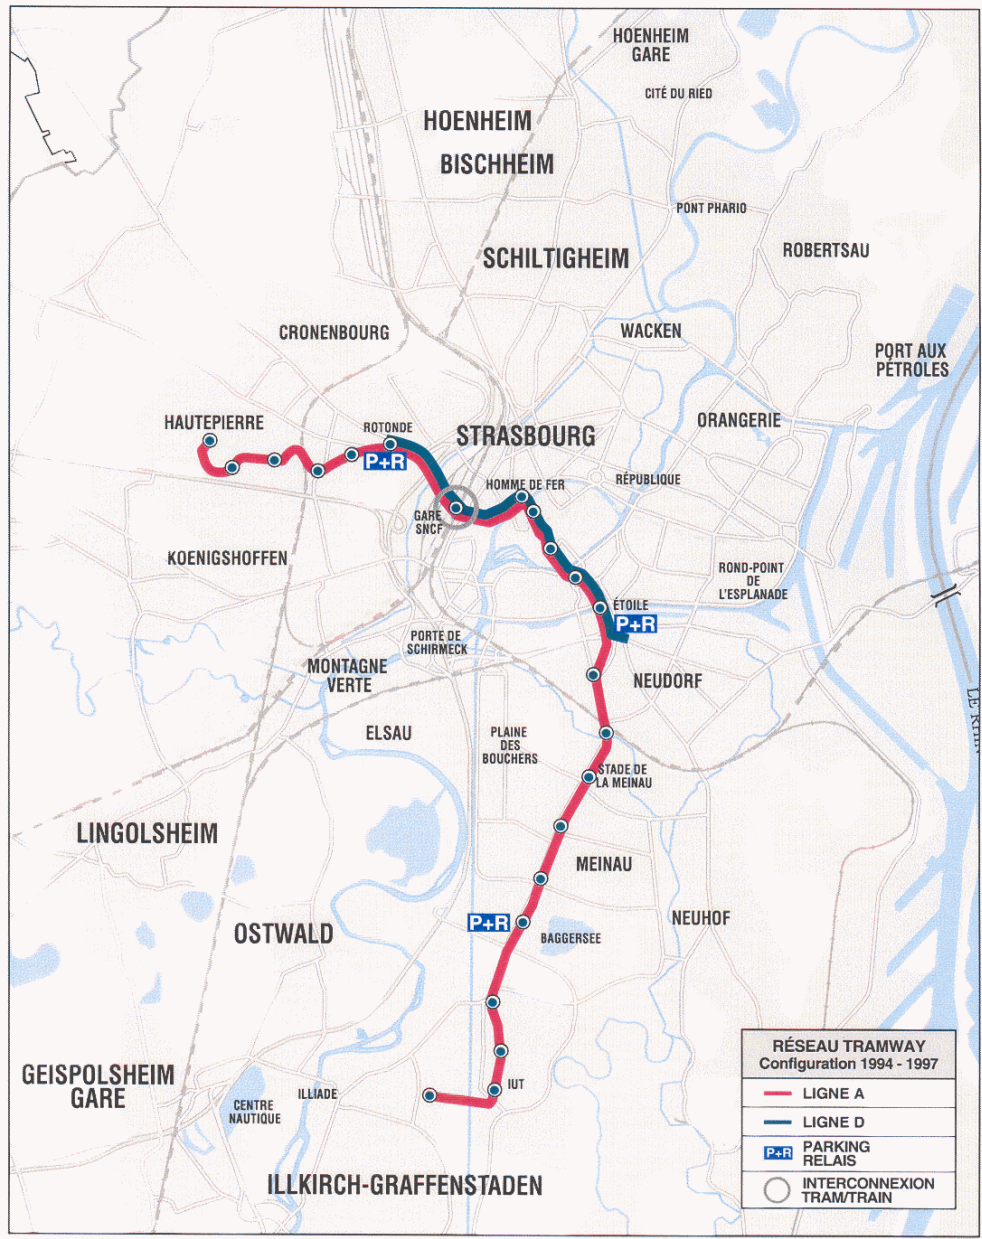 HOENHEIM
GARE
CITÉ DU RIED
HOENHEIM
BISCHHEIM
PONT PHARIO
SCHILTIGHEIM
ROBERTSAU
CRONENBOURG
WACKEN
PORT AUX
PÉTROLES
HAUTEPIERRE
ROTONDE
STRASBOURG
ORANGERIE
P+R
HOMME DE FER
RÉPUBLIQUE
GARE
SNCF
KOENIGSHOFFEN
ROND-POINT
DE
L'ESPLANADE
ÉTOILE
P+R
PORTE DE
SCHIRMECK
MONTAGNE
VERTE
NEUDORF
LE RHIN
ELSAU
PLAINE
DES
BOUCHERS
STADE DE
LA MEINAU
LINGOLSHEIM
MEINAU
OSTWALD
P+R
BAGGERSEE
NEUHOF
GEISPOLSHEIM
GARE
CENTRE
NAUTIQUE
ILLIADE
IUT
ILLKIRCH-GRAFFENSTADEN
RÉSEAU TRAMWAY
Configuration 1994 - 1997
LIGNE A
LIGNE D
P+R PARKING
RELAIS
INTERCONNEXION
TRAM/TRAIN